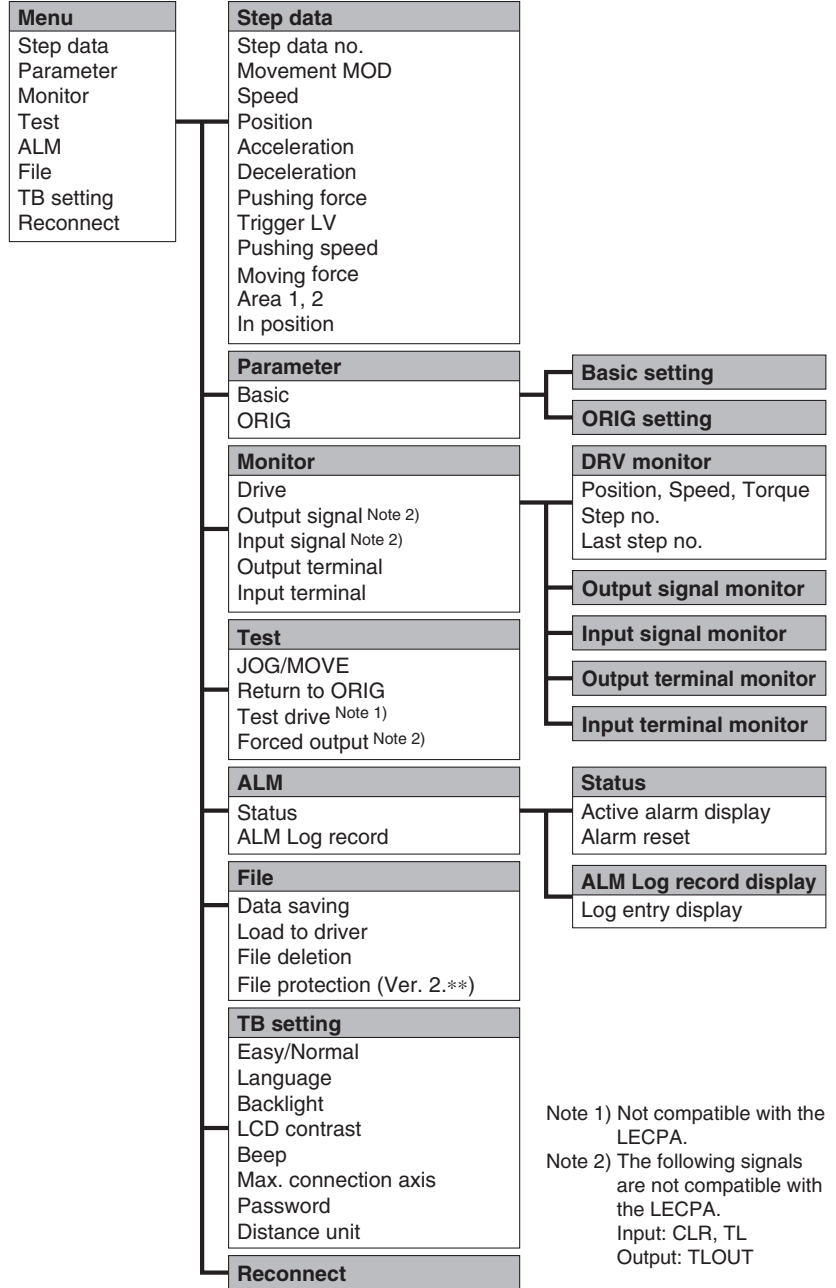 Menu
Step data
Parameter
Monitor
Test
ALM
File
TB setting
Reconnect
Step data
Step data no.
Movement MOD
Speed
Position
Acceleration
Deceleration
Pushing force
Trigger LV
Pushing speed
Moving force
Area 1, 2
In position
Parameter
Basic
ORIG
Basic setting
ORIG setting
Monitor
Drive
Output signal Note 2)
Input signal Note 2)
Output terminal
Input terminal
DRV monitor
Position, Speed, Torque
Step no.
Last step no.
Output signal monitor
Input signal monitor
Output terminal monitor
Input terminal monitor
Test
JOG/MOVE
Return to ORIG
Test drive Note 1)
Forced output Note 2)
ALM
Status
ALM Log record
Status
Active alarm display
Alarm reset
ALM Log record display
Log entry display
File
Data saving
Load to driver
File deletion
File protection (Ver. 2.**)
TB setting
Easy/Normal
Language
Backlight
LCD contrast
Beep
Max. connection axis
Password
Distance unit
Reconnect
Note 1) Not compatible with the
LECPA.
Note 2) The following signals
are not compatible with
the LECPA.
Input: CLR, TL
Output: TLOUT